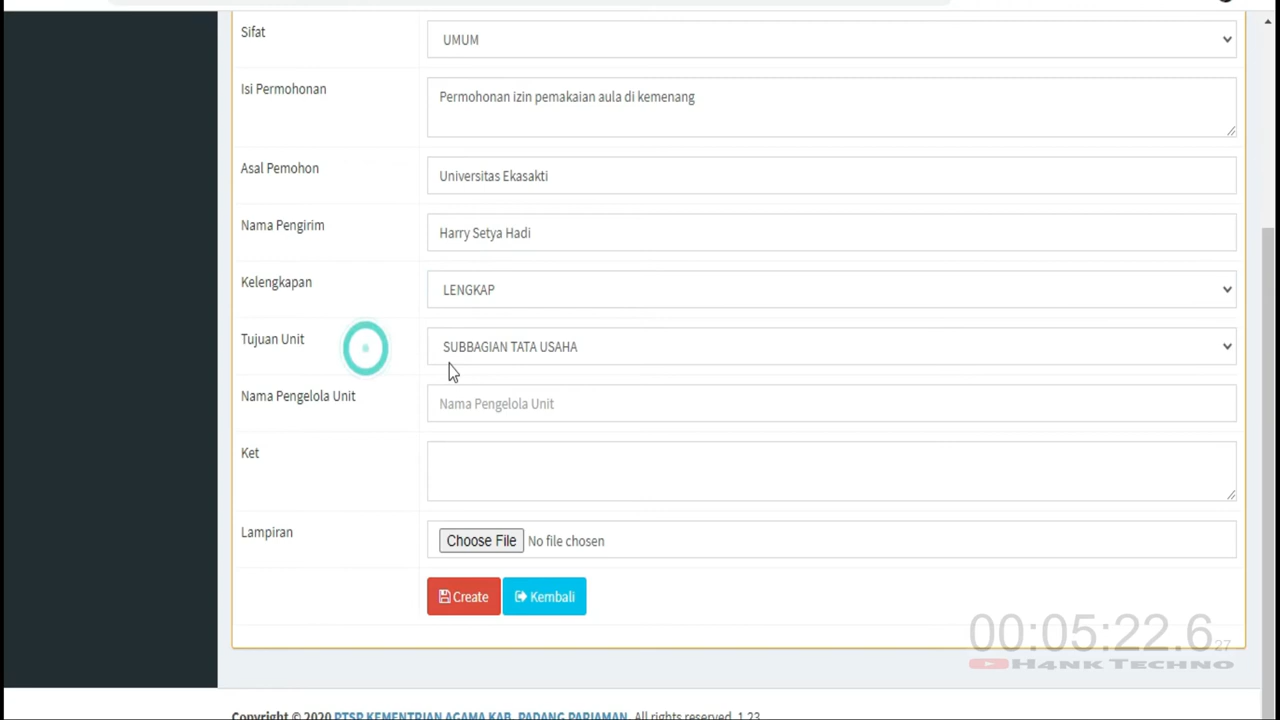 Sifat
UMUM
Isi Permohonan
Permohonan izin pemakaian aula di kemenang
Asal Pemohon
Universitas Ekasakti
Nama Pengirim
Harry Setya Hadi
Kelengkapan
LENGKAP
Tujuan Unit
SUBBAGIAN TATA USAHA
Nama Pengelola Unit
Nama Pengelola Unit
Ket
Lampiran
Choose File No file chosen
Create Kembali
00:05:22.6 27
H4NK TECHNO
Copyright © 2020 PTSP KEMENTRIAN AGAMA KAB. PADANG PARIAMAN. All rights reserved. 1.23